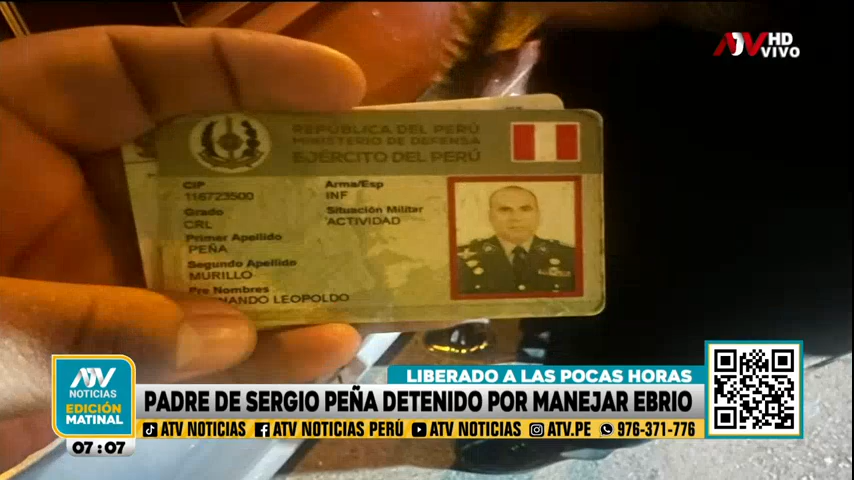 ATV HD
VIVO
REPÚBLICA DEL PERÚ
MINISTERIO DE DEFENSA
EJÉRCITO DEL PERÚ
CIP
116723500
Arma/Esp
INF
Grado
CRL
Situación Militar
ACTIVIDAD
Primer Apellido
PEÑA
Segundo Apellido
MURILLO
Pre Nombres
NANDO LEOPOLDO
LIBERADO A LAS POCAS HORAS
ATV
NOTICIAS
EDICIÓN
MATINAL
07:07
PADRE DE SERGIO PEÑA DETENIDO POR MANEJAR EBRIO
ATV NOTICIAS ATV NOTICIAS PERÚ ATV NOTICIAS ATV.PE 976-371-776